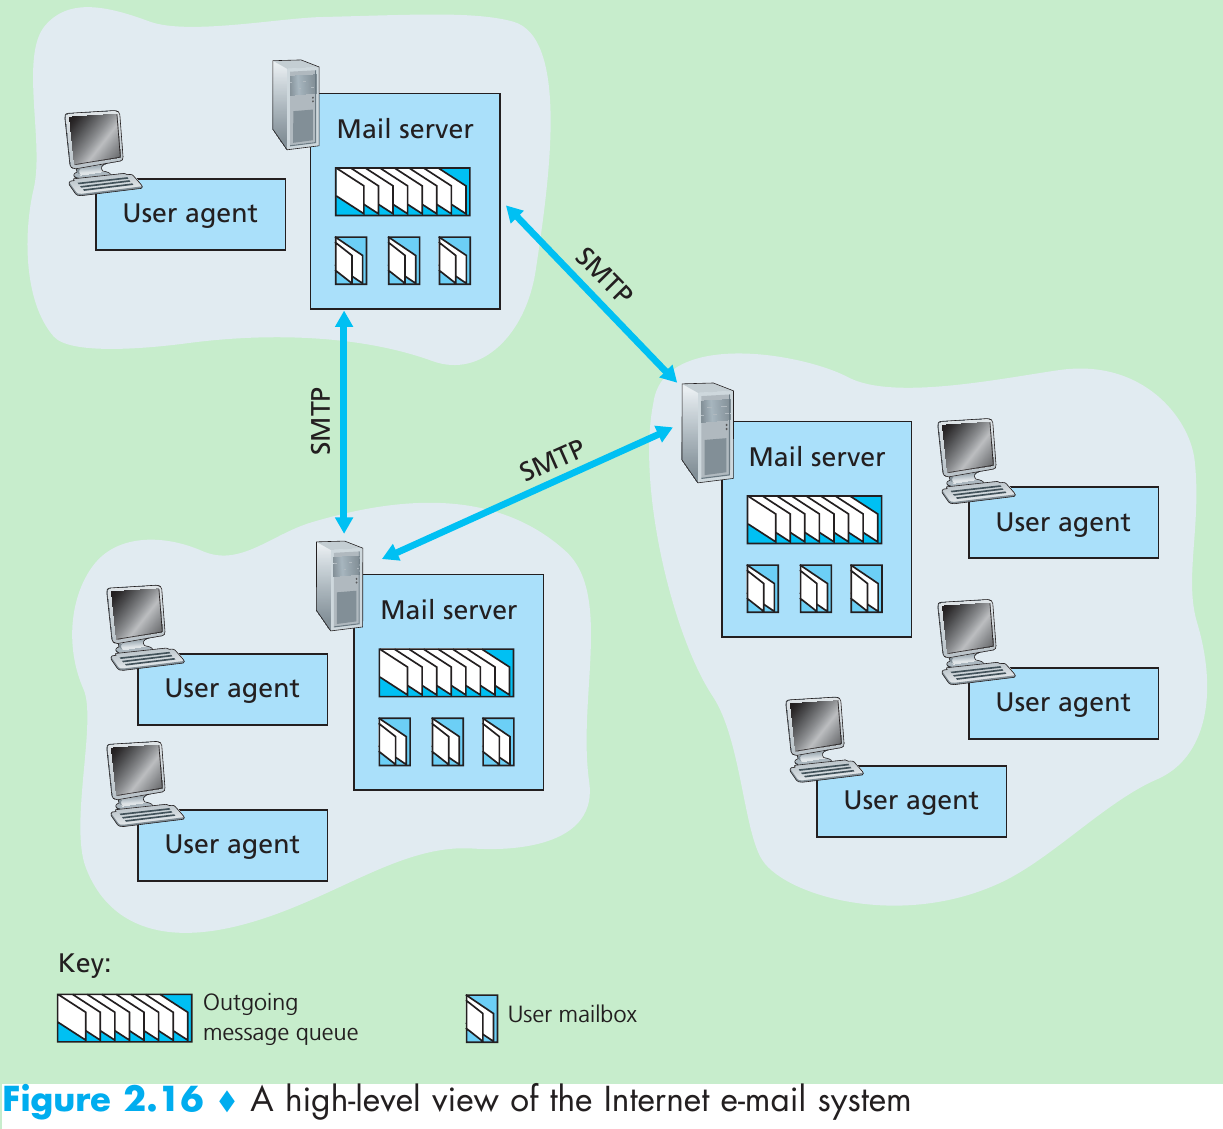 Mail server
User agent
SMTP
SMTP
SMTP
Mail server
User agent
User agent
User agent
Mail server
User agent
User agent
Key:
Outgoing
message queue
User mailbox
Figure 2.16 ♦ A high-level view of the Internet e-mail system